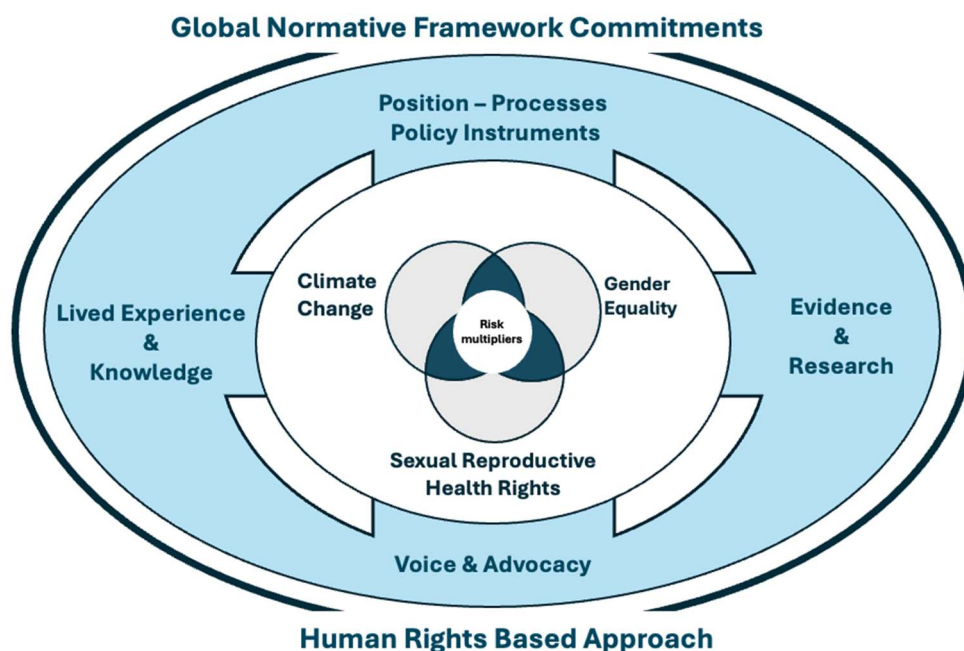 Global Normative Framework Commitments
Position – Processes
Policy Instruments
Climate
Change
Gender
Equality
Risk
multipliers
Lived Experience
&
Knowledge
Evidence
&
Research
Sexual Reproductive
Health Rights
Voice & Advocacy
Human Rights Based Approach